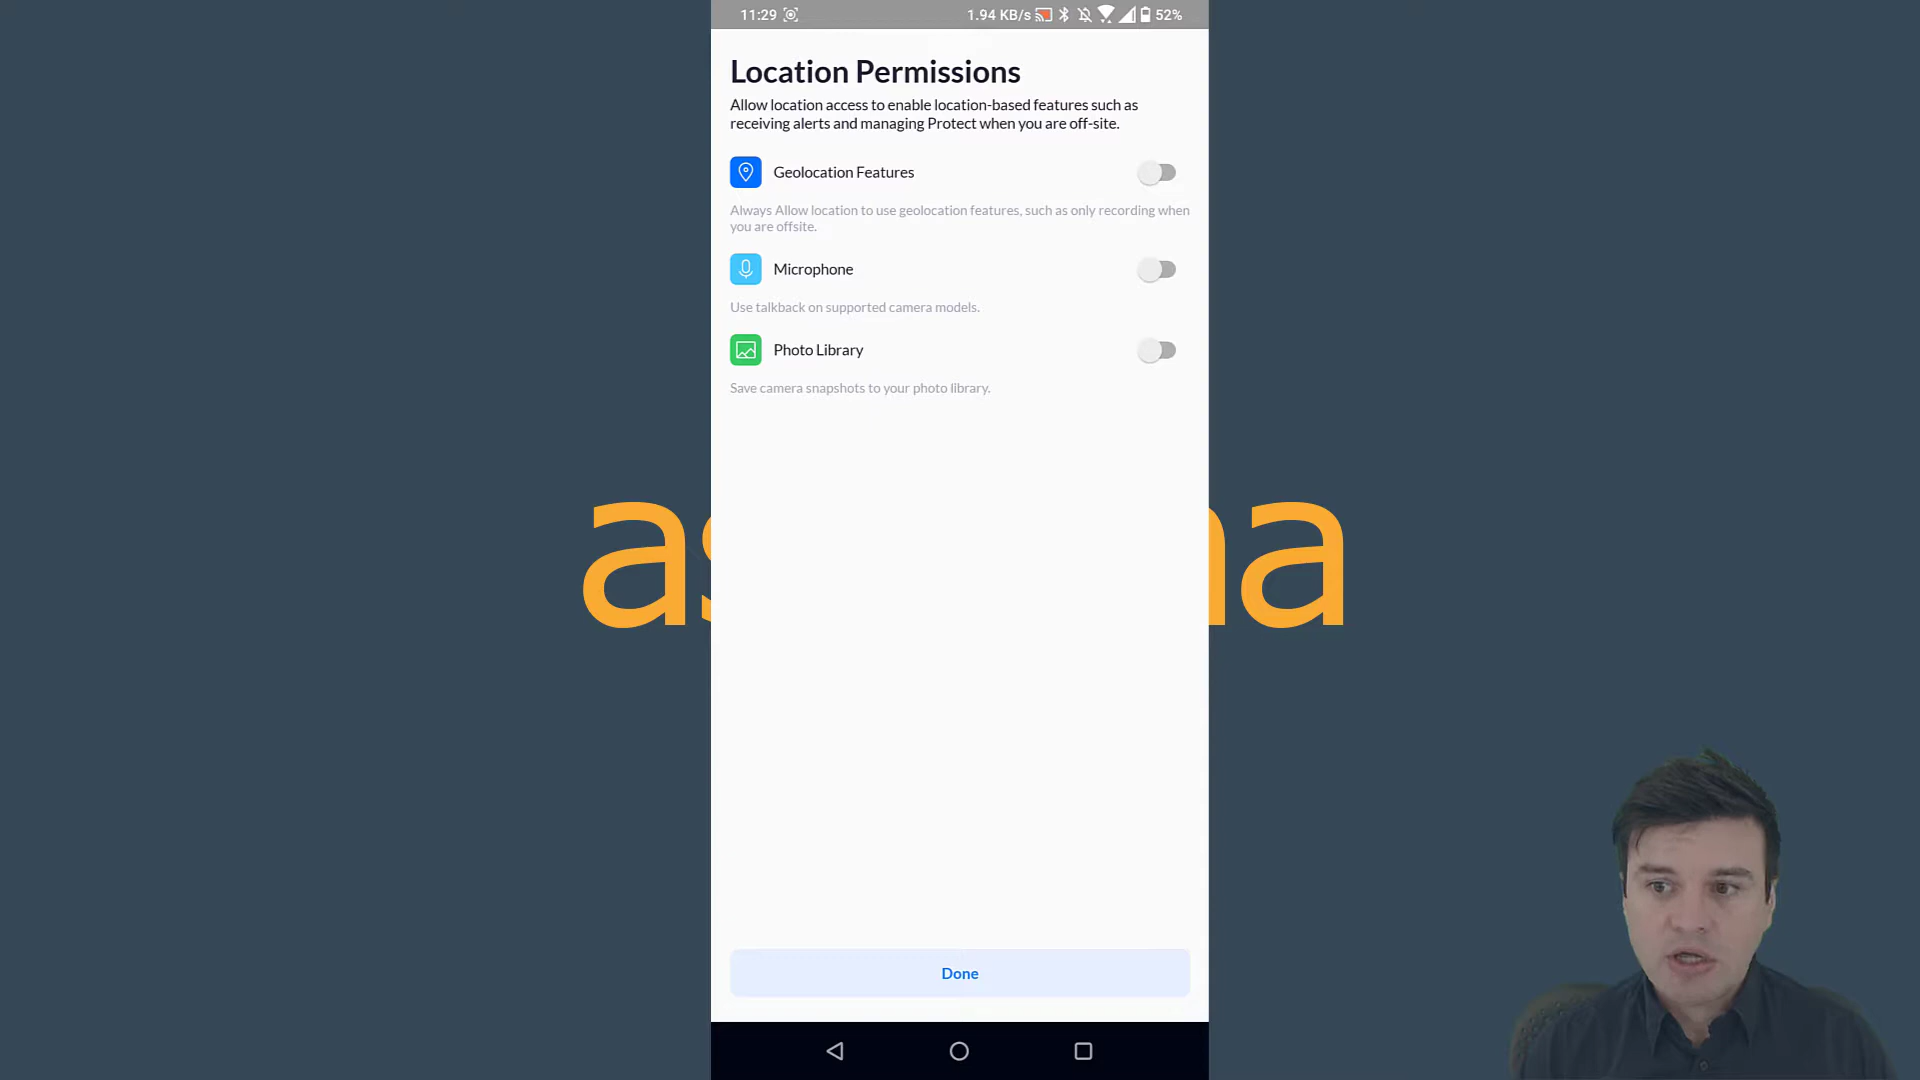 11:29 1.94 KB/s 52%
Location Permissions
Allow location access to enable location-based features such as
receiving alerts and managing Protect when you are off-site.
Geolocation Features
Always Allow location to use geolocation features, such as only recording when
you are offsite.
Microphone
Use talkback on supported camera models.
Photo Library
Save camera snapshots to your photo library.
Done